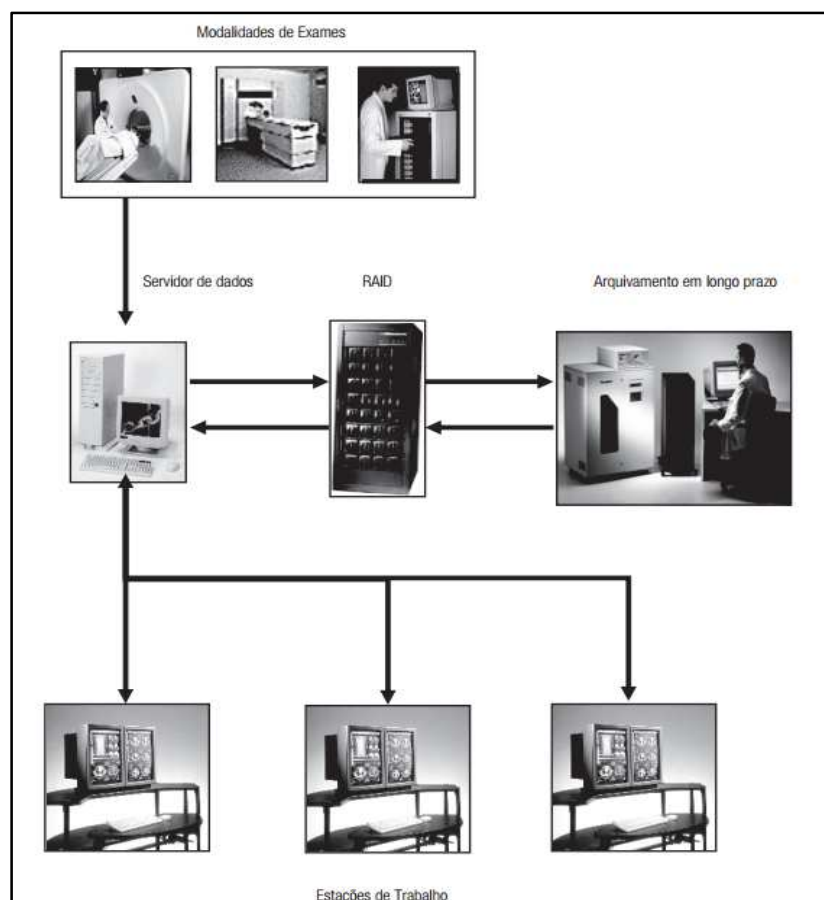 Modalidades de Exames
Servidor de dados
RAID
Arquivamento em longo prazo
Estações de Trabalho